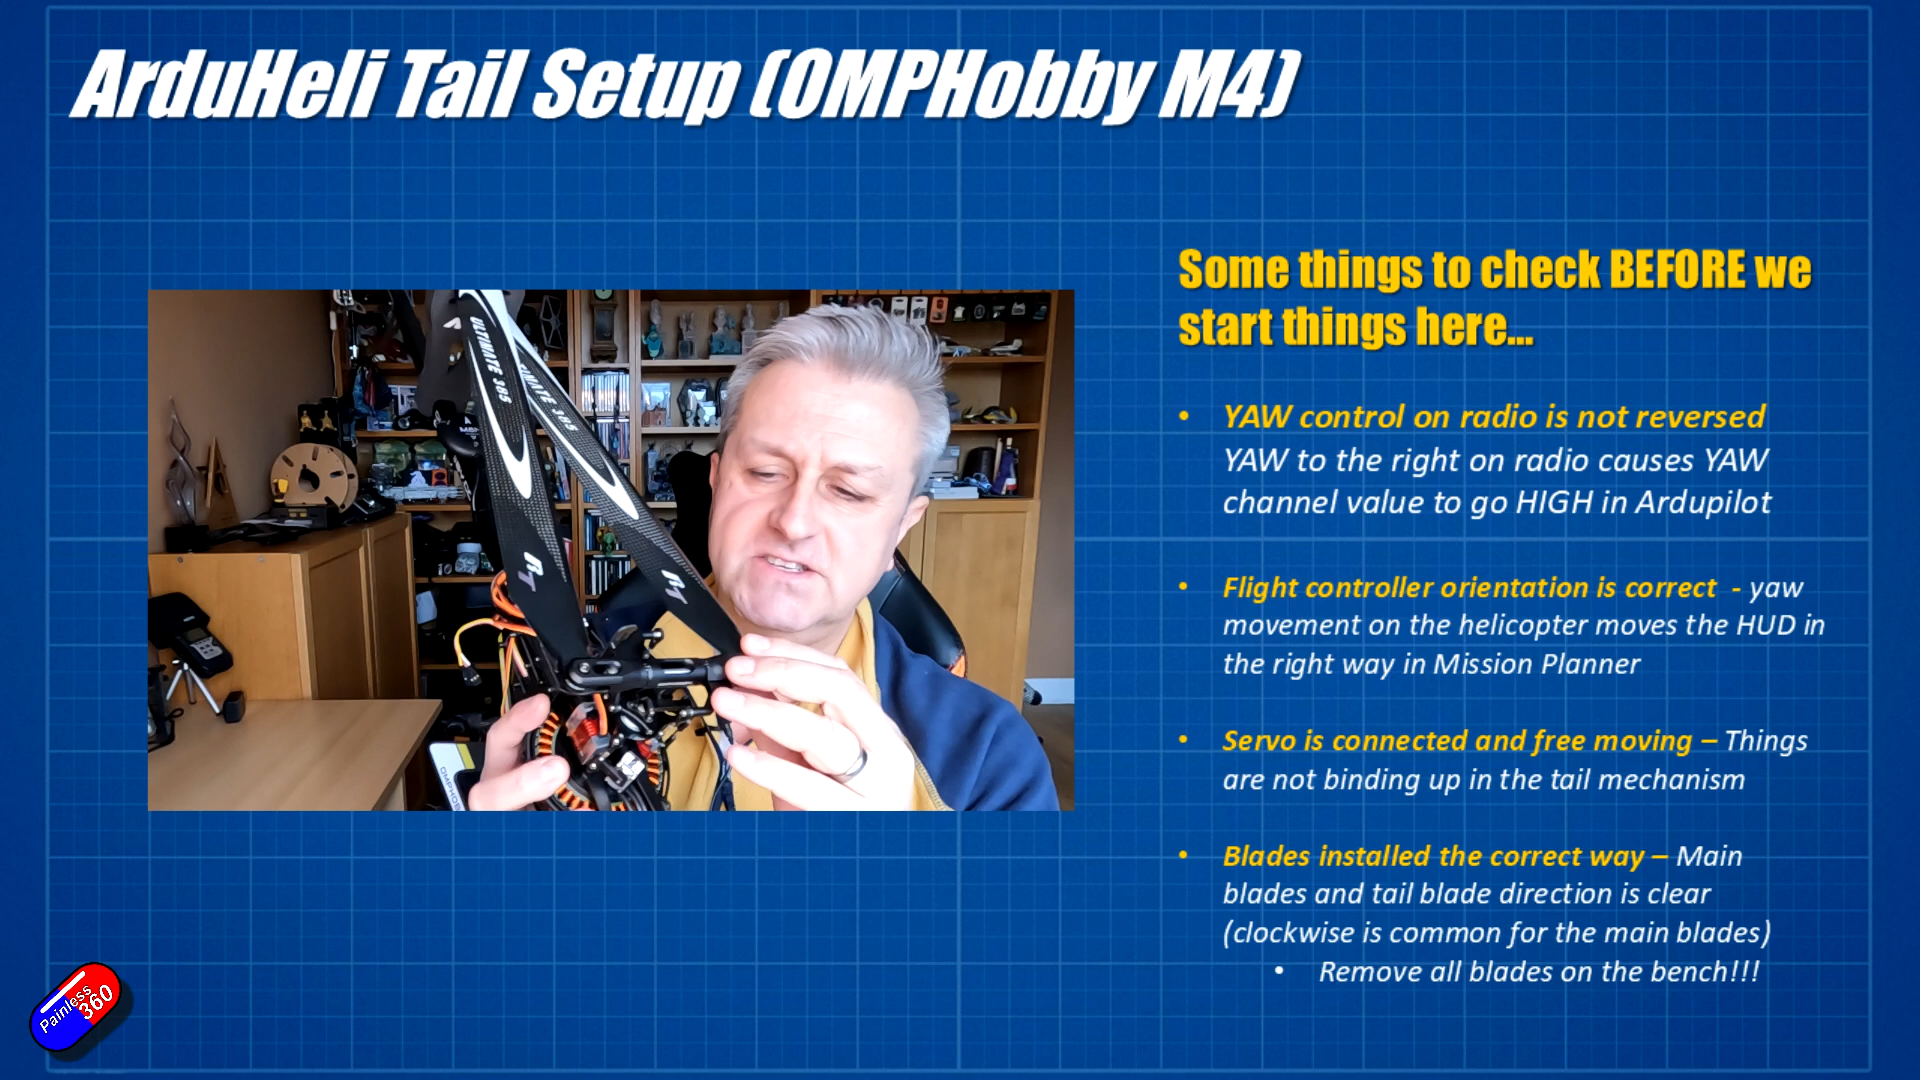 ArduHeli Tail Setup (OMPHobby M4)
Some things to check BEFORE we
start things here...
• YAW control on radio is not reversed
YAW to the right on radio causes YAW
channel value to go HIGH in Ardupilot
• Flight controller orientation is correct - yaw
movement on the helicopter moves the HUD in
the right way in Mission Planner
• Servo is connected and free moving – Things
are not binding up in the tail mechanism
• Blades installed the correct way – Main
blades and tail blade direction is clear
(clockwise is common for the main blades)
• Remove all blades on the bench!!!
ULTIMATE 385
RT
RT
Painless
360